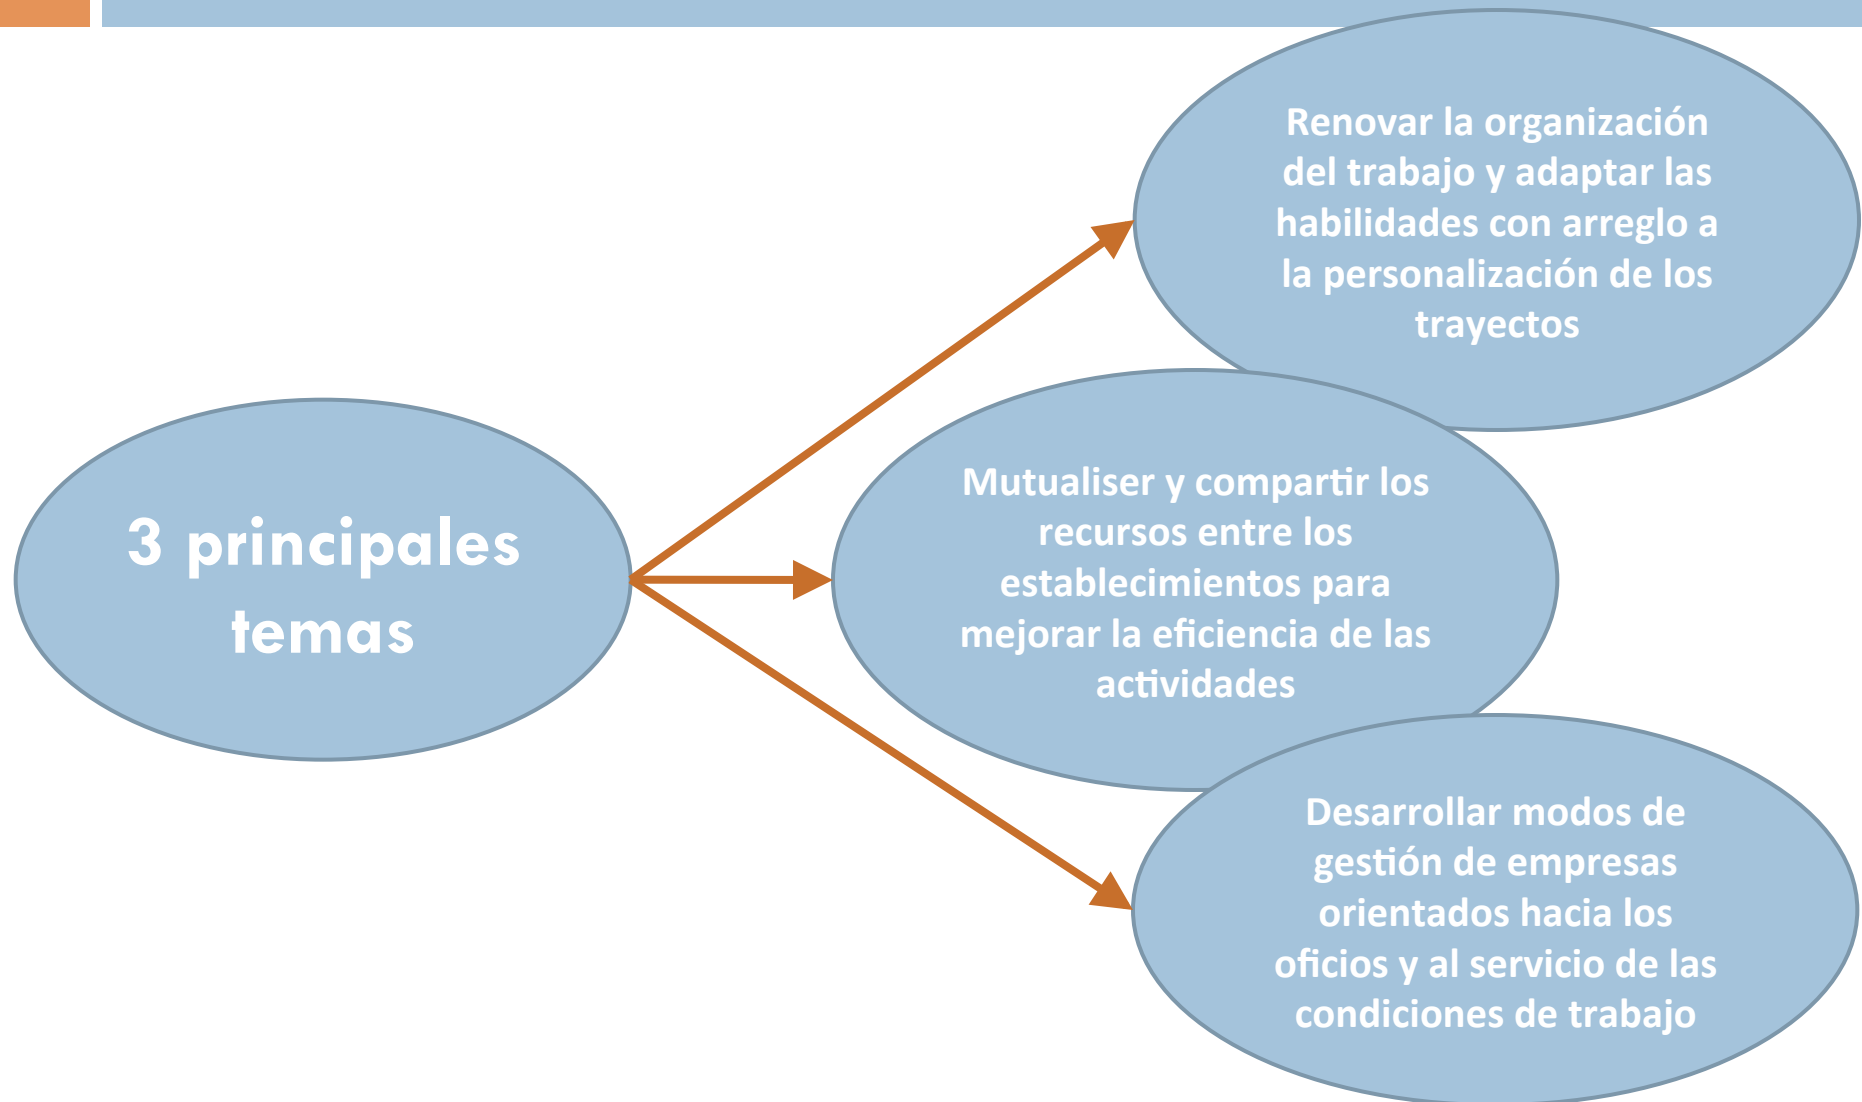 3 principales
temas
Renovar la organización
del trabajo y adaptar las
habilidades con arreglo a
la personalización de los
trayectos
Mutualiser y compartir los
recursos entre los
establecimientos para
mejorar la eficiencia de las
actividades
Desarrollar modos de
gestión de empresas
orientados hacia los
oficios y al servicio de las
condiciones de trabajo